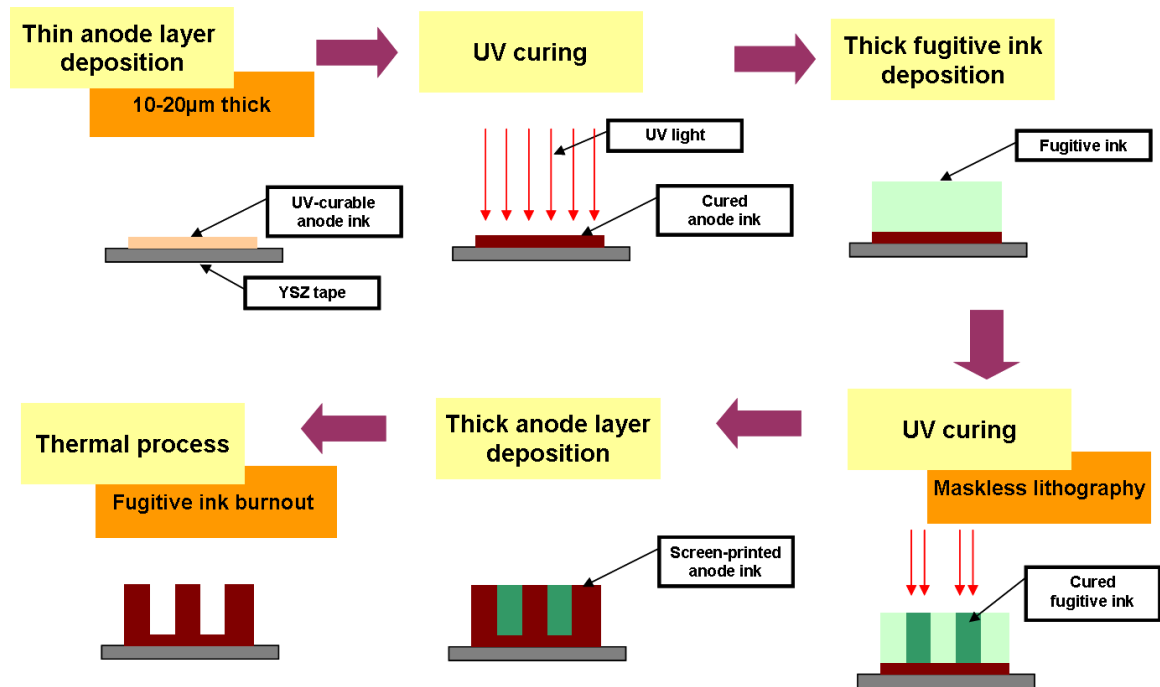 Thin anode layer
deposition
10-20µm thick
UV-curable
anode ink
YSZ tape
UV curing
UV light
Cured
anode ink
Thick fugitive ink
deposition
Fugitive ink
UV curing
Maskless lithography
Cured
fugitive ink
Thick anode layer
deposition
Screen-printed
anode ink
Thermal process
Fugitive ink burnout